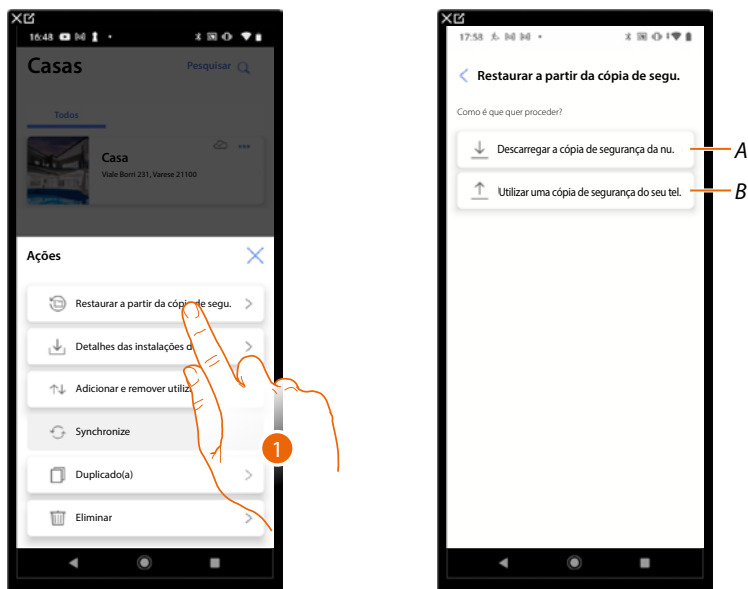 16:48
Casas
Pesquisar
Todos
Casa
Viale Borri 231, Varese 21100
Ações
Restaurar a partir da cópia de segu.
Detalhes das instalações d
Adicionar e remover utiliz
Synchronize
1
Duplicado(a)
Eliminar
17:58
Restaurar a partir da cópia de segu.
Como é que quer proceder?
Descarregar a cópia de segurança da nu.
A
Utilizar uma cópia de segurança do seu tel.
B